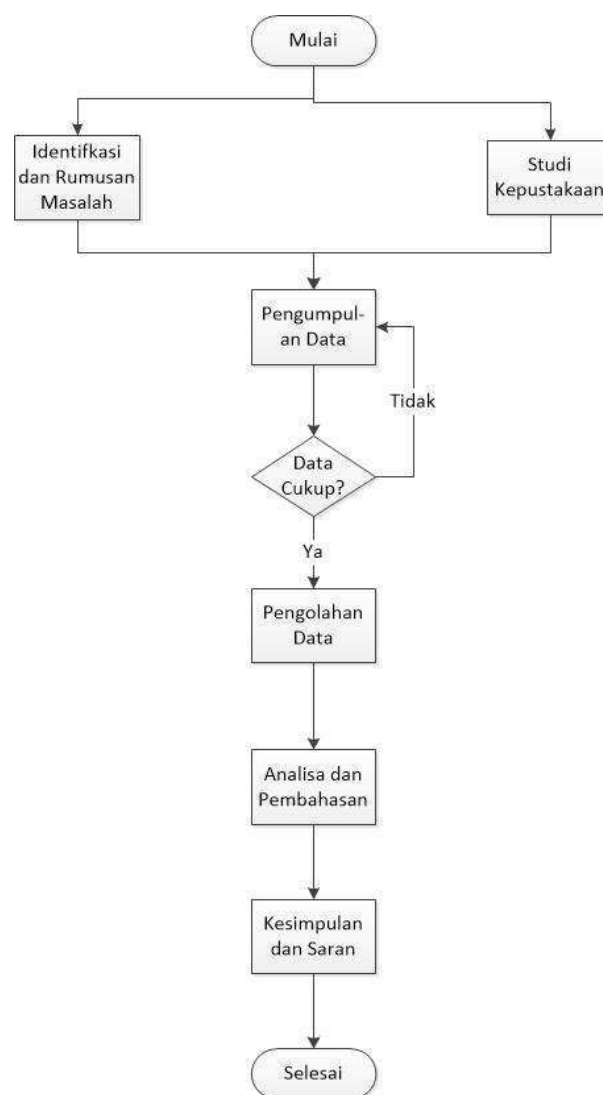 Mulai
Identifkasi
dan Rumusan
Masalah
Studi
Kepustakaan
Pengumpul-
an Data
Tidak
Data
Cukup?
Ya
Pengolahan
Data
Analisa dan
Pembahasan
Kesimpulan
dan Saran
Selesai